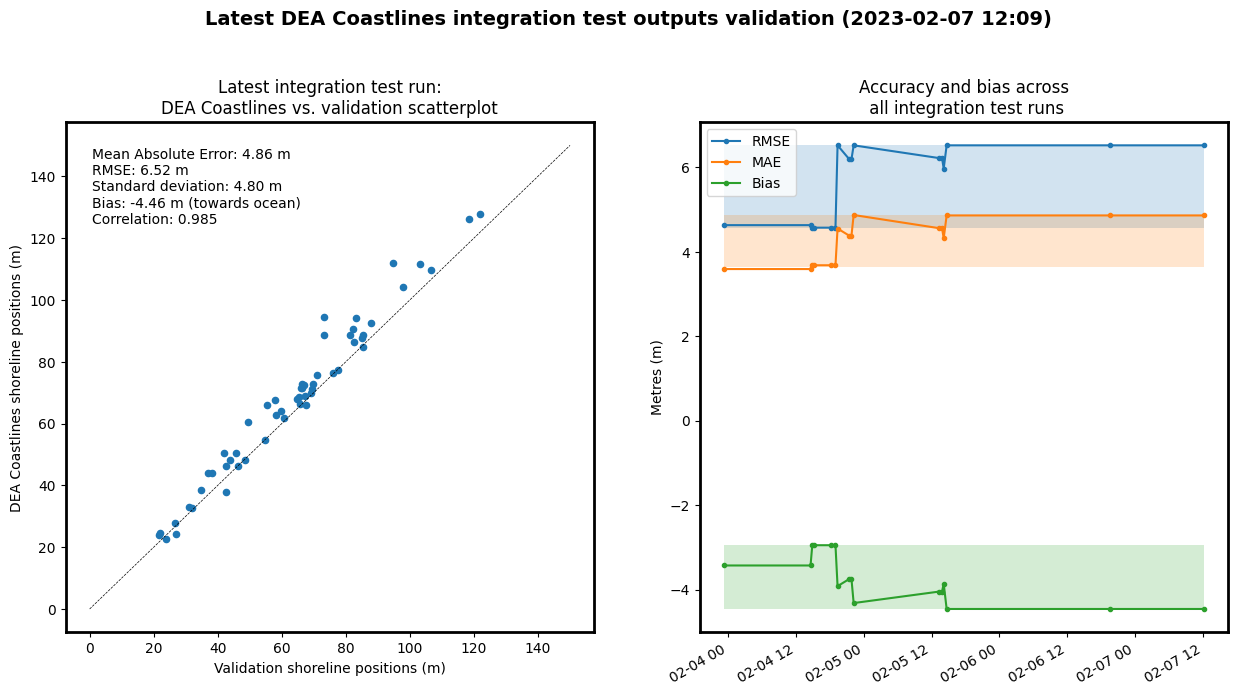 Latest DEA Coastlines integration test outputs validation (2023-02-07 12:09)
Latest integration test run:
DEA Coastlines vs. validation scatterplot
Mean Absolute Error: 4.86 m
RMSE: 6.52 m
Standard deviation: 4.80 m
Bias: -4.46 m (towards ocean)
Correlation: 0.985
DEA Coastlines shoreline positions (m)
140
120
100
80
60
40
20
0
0 20 40 60 80 100 120 140
Validation shoreline positions (m)
Accuracy and bias across
all integration test runs
RMSE
MAE
Bias
Metres (m)
6
4
2
0
−2
−4
02-04 00 02-04 12 02-05 00 02-05 12 02-06 00 02-06 12 02-07 00 02-07 12